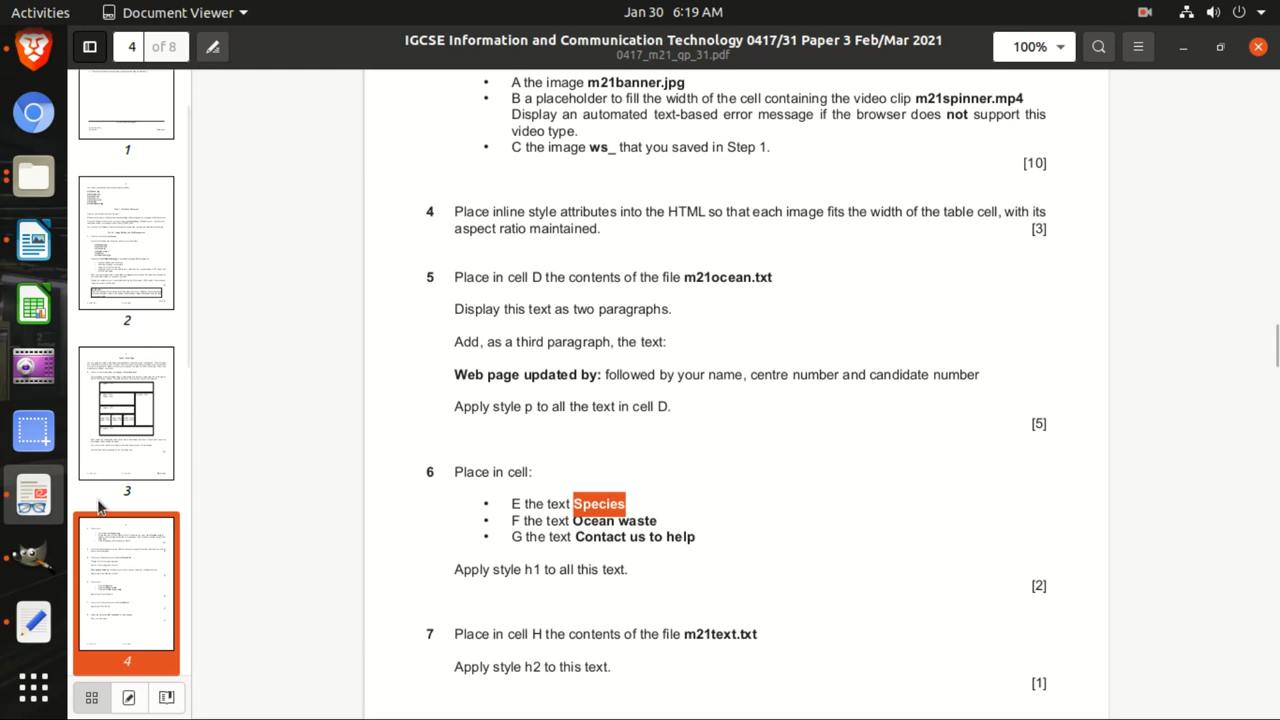 Activities
Document Viewer
Jan 30 6:19 AM
4 of 8
IGCSE Information and Communication Technology 0417/31 Paper 3 Feb/Mar 2021
0417_m21_qp_31.pdf
100%
1
2
3
4
• A the image m21banner.jpg
• B a placeholder to fill the width of the cell containing the video clip m21spinner.mp4
Display an automated text-based error message if the browser does not support this
video type.
• C the image ws_ that you saved in Step 1.
[10]
4 Place inline style attributes into the HTML so that each item fills the width of the table cell, with its
aspect ratio maintained. [3]
5 Place in cell D the contents of the file m21ocean.txt
Display this text as two paragraphs.
Add, as a third paragraph, the text:
Web page edited by: followed by your name, centre number and candidate number
Apply style p to all the text in cell D.
[5]
6 Place in cell:
• E the text Species
• F the text Ocean waste
• G the text Contact us to help
Apply style
this text.
[2]
7 Place in cell H the contents of the file m21text.txt
Apply style h2 to this text.
[1]